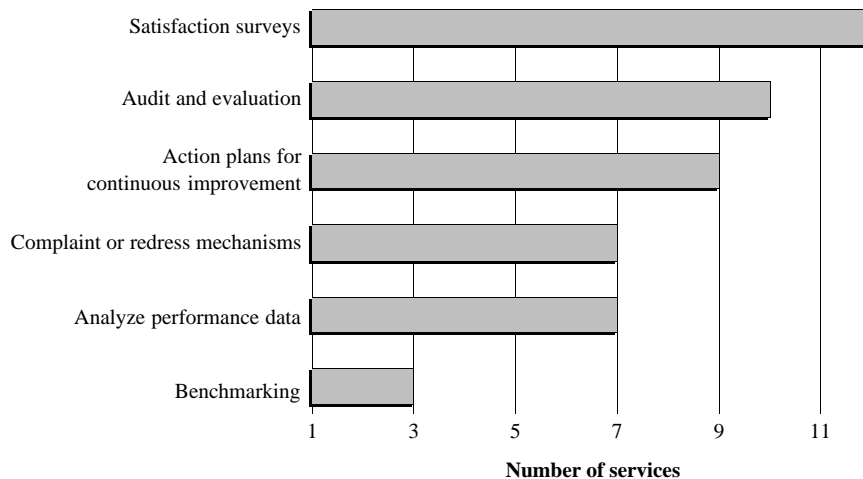 Satisfaction surveys
Audit and evaluation
Action plans for
continuous improvement
Complaint or redress mechanisms
Analyze performance data
Benchmarking
1 3 5 7 9 11
Number of services